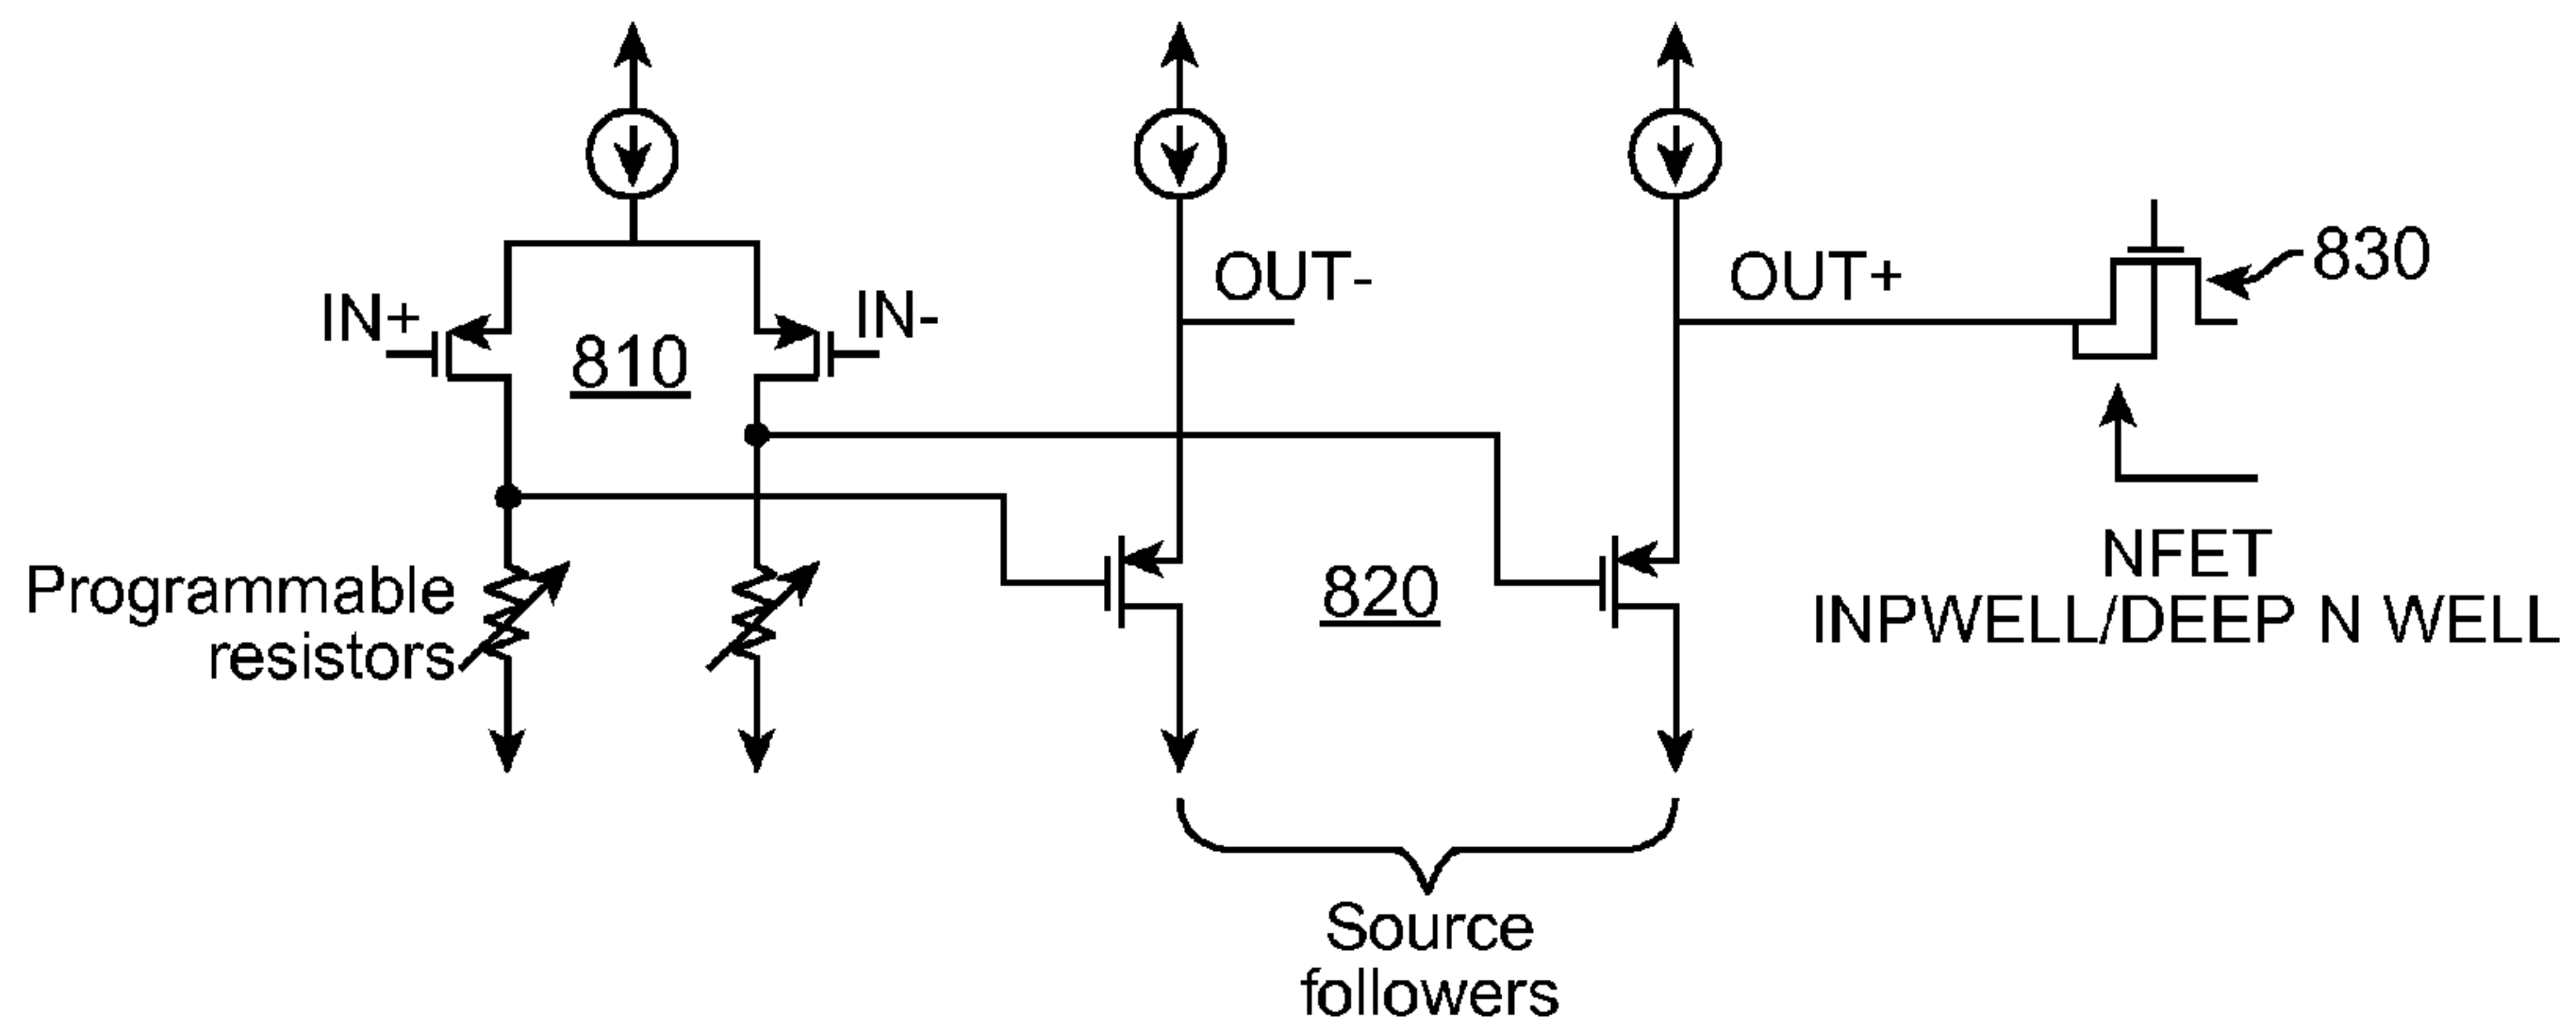 OUT-
OUT+
830
IN+
IN-
810
NFET
INPWELL/DEEP N WELL
Programmable
resistors
820
Source
followers